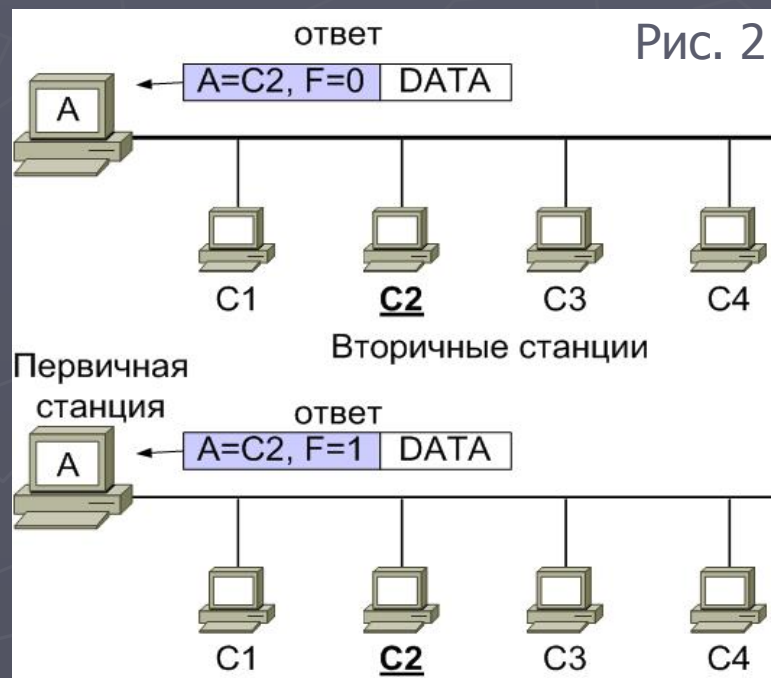 Рис. 2
ответ
A=C2, F=0 DATA
A
C1 C2 C3 C4
Вторичные станции
Первичная
станция
ответ
A=C2, F=1 DATA
A
C1 C2 C3 C4